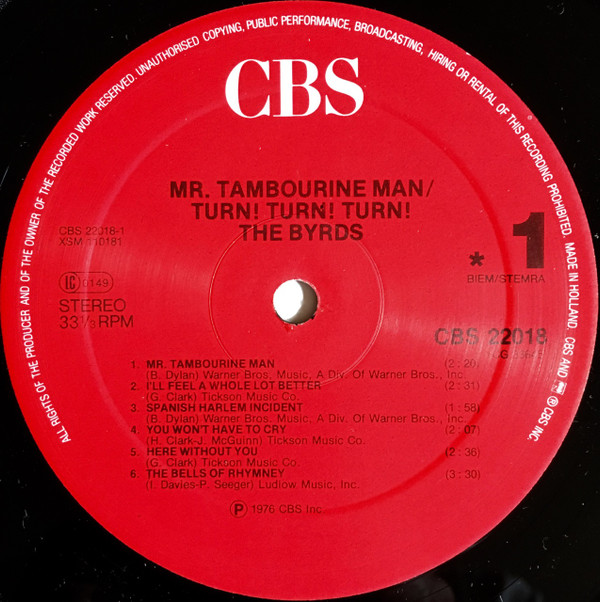 ALL RIGHTS OF THE PRODUCER AND OF THE OWNER OF THE RECORDED WORK RESERVED. UNAUTHORISED COPYING, PUBLIC PERFORMANCE, BROADCASTING, HIRING OR RENTAL OF THIS RECORDING PROHIBITED. MADE IN HOLLAND. CBS AND ® CBS INC.
CBS
MR. TAMBOURINE MAN/
TURN! TURN! TURN!
THE BYRDS
CBS 22018-1
XSM 110181
LC 0149
STEREO
33 1/3 RPM
* 1
BIEM/STEMRA
CBS 22018
1. MR. TAMBOURINE MAN (2:20)
(B. Dylan) Warner Bros. Music, A Div. Of Warner Bros., Inc.
2. I'LL FEEL A WHOLE LOT BETTER (2:31)
(G. Clark) Tickson Music Co.
3. SPANISH HARLEM INCIDENT (1:58)
(B. Dylan) Warner Bros. Music, A Div. Of Warner Bros., Inc.
4. YOU WON'T HAVE TO CRY (2:07)
(H. Clark-J. McGuinn) Tickson Music Co.
5. HERE WITHOUT YOU (2:36)
(G. Clark) Tickson Music Co.
6. THE BELLS OF RHYMNEY (3:30)
(I. Davies-P. Seeger) Ludlow Music, Inc.
℗ 1976 CBS Inc.